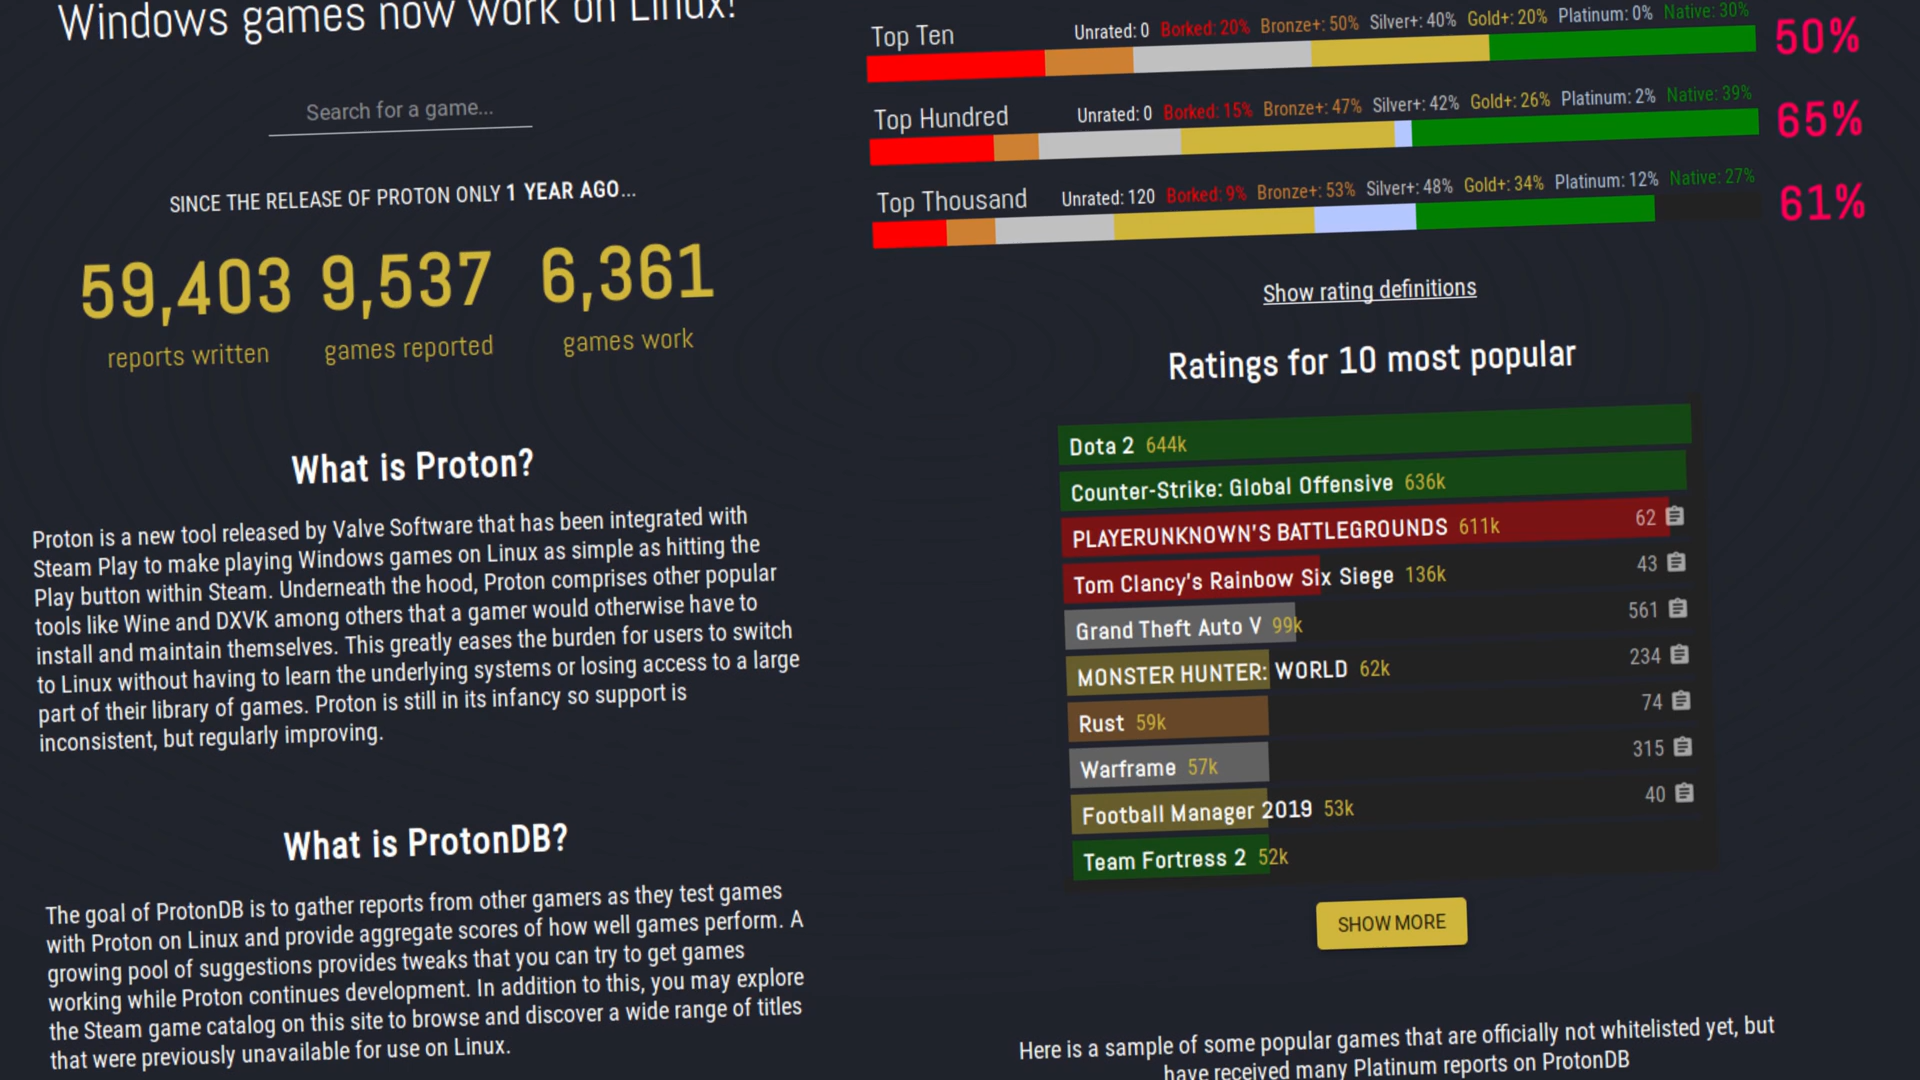 Windows games now work on Linux!
Search for a game...
SINCE THE RELEASE OF PROTON ONLY 1 YEAR AGO...
59,403 9,537 6,361
reports written games reported games work
What is Proton?
Proton is a new tool released by Valve Software that has been integrated with
Steam Play to make playing Windows games on Linux as simple as hitting the
Play button within Steam. Underneath the hood, Proton comprises other popular
tools like Wine and DXVK among others that a gamer would otherwise have to
install and maintain themselves. This greatly eases the burden for users to switch
to Linux without having to learn the underlying systems or losing access to a large
part of their library of games. Proton is still in its infancy so support is
inconsistent, but regularly improving.
What is ProtonDB?
The goal of ProtonDB is to gather reports from other gamers as they test games
with Proton on Linux and provide aggregate scores of how well games perform. A
growing pool of suggestions provides tweaks that you can try to get games
working while Proton continues development. In addition to this, you may explore
the Steam game catalog on this site to browse and discover a wide range of titles
that were previously unavailable for use on Linux.
Top Ten Unrated: 0 Borked: 20% Bronze+: 50% Silver+: 40% Gold+: 20% Platinum: 0% Native: 30% 50%
Top Hundred Unrated: 0 Borked: 15% Bronze+: 47% Silver+: 42% Gold+: 26% Platinum: 2% Native: 39% 65%
Top Thousand Unrated: 120 Borked: 9% Bronze+: 53% Silver+: 48% Gold+: 34% Platinum: 12% Native: 27% 61%
Show rating definitions
Ratings for 10 most popular
Dota 2 644k
Counter-Strike: Global Offensive 636k
PLAYERUNKNOWN'S BATTLEGROUNDS 611k 62
Tom Clancy's Rainbow Six Siege 136k 43
Grand Theft Auto V 99k 561
MONSTER HUNTER: WORLD 62k 234
Rust 59k 74
Warframe 57k 315
Football Manager 2019 53k 40
Team Fortress 2 52k
SHOW MORE
Here is a sample of some popular games that are officially not whitelisted yet, but
have received many Platinum reports on ProtonDB